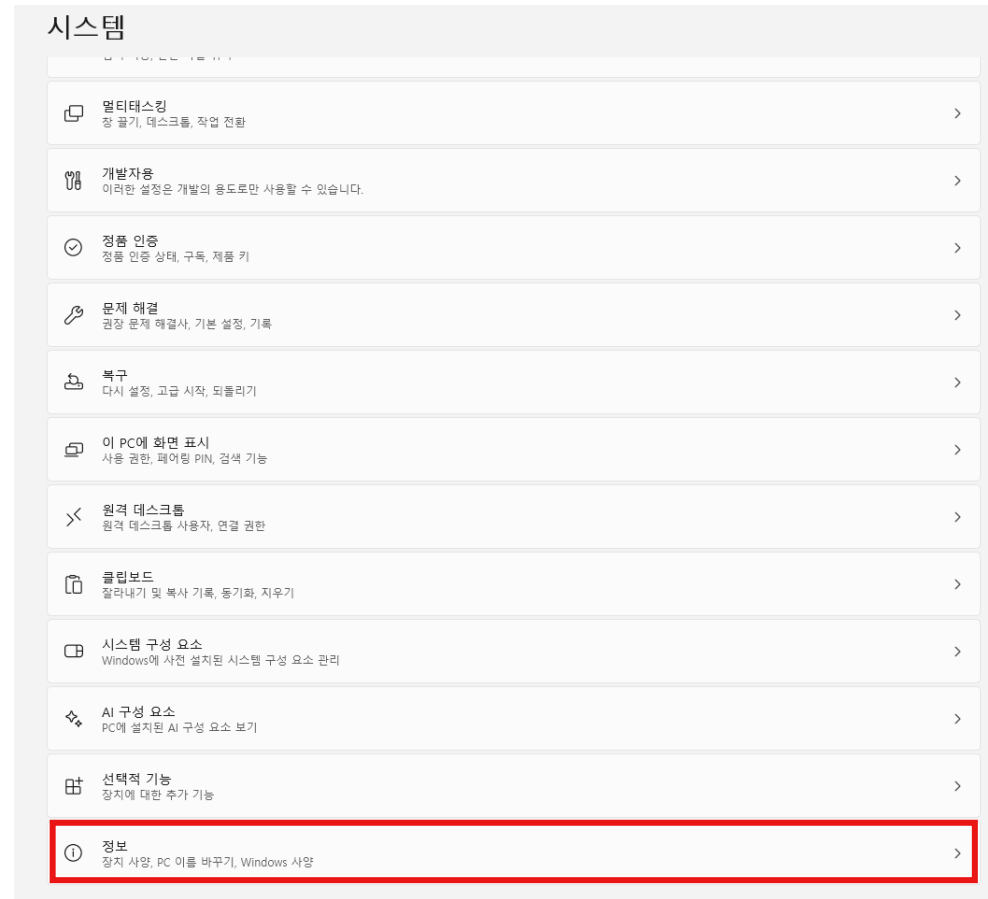 시스템
멀티태스킹
창 끌기, 데스크톱, 작업 전환
개발자용
이러한 설정은 개발의 용도로만 사용할 수 있습니다.
정품 인증
정품 인증 상태, 구독, 제품 키
문제 해결
권장 문제 해결사, 기본 설정, 기록
복구
다시 설정, 고급 시작, 되돌리기
이 PC에 화면 표시
사용 권한, 페어링 PIN, 검색 기능
원격 데스크톱
원격 데스크톱 사용자, 연결 권한
클립보드
잘라내기 및 복사 기록, 동기화, 지우기
시스템 구성 요소
Windows에 사전 설치된 시스템 구성 요소 관리
AI 구성 요소
PC에 설치된 AI 구성 요소 보기
선택적 기능
장치에 대한 추가 기능
정보
장치 사양, PC 이름 바꾸기, Windows 사양